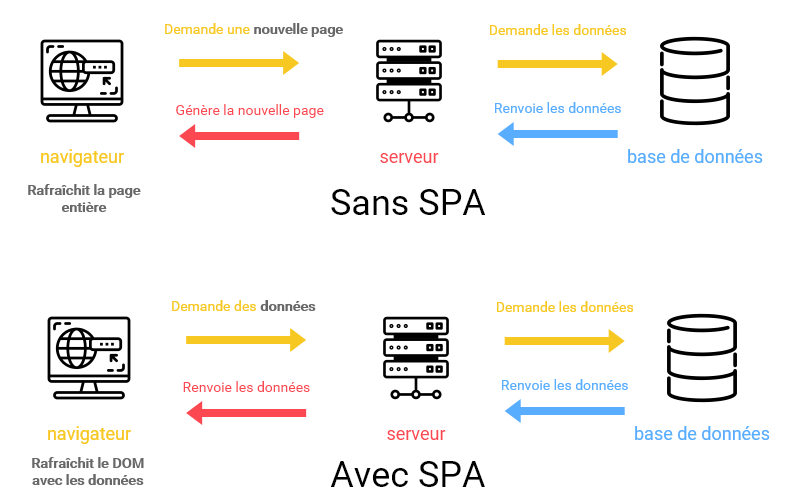 Demande une nouvelle page
Demande les données
Génère la nouvelle page
Renvoie les données
navigateur
serveur
base de données
Rafraîchit la page
entière
Sans SPA
Demande des données
Demande les données
Renvoie les données
Renvoie les données
navigateur
serveur
base de données
Rafraîchit le DOM
avec les données
Avec SPA